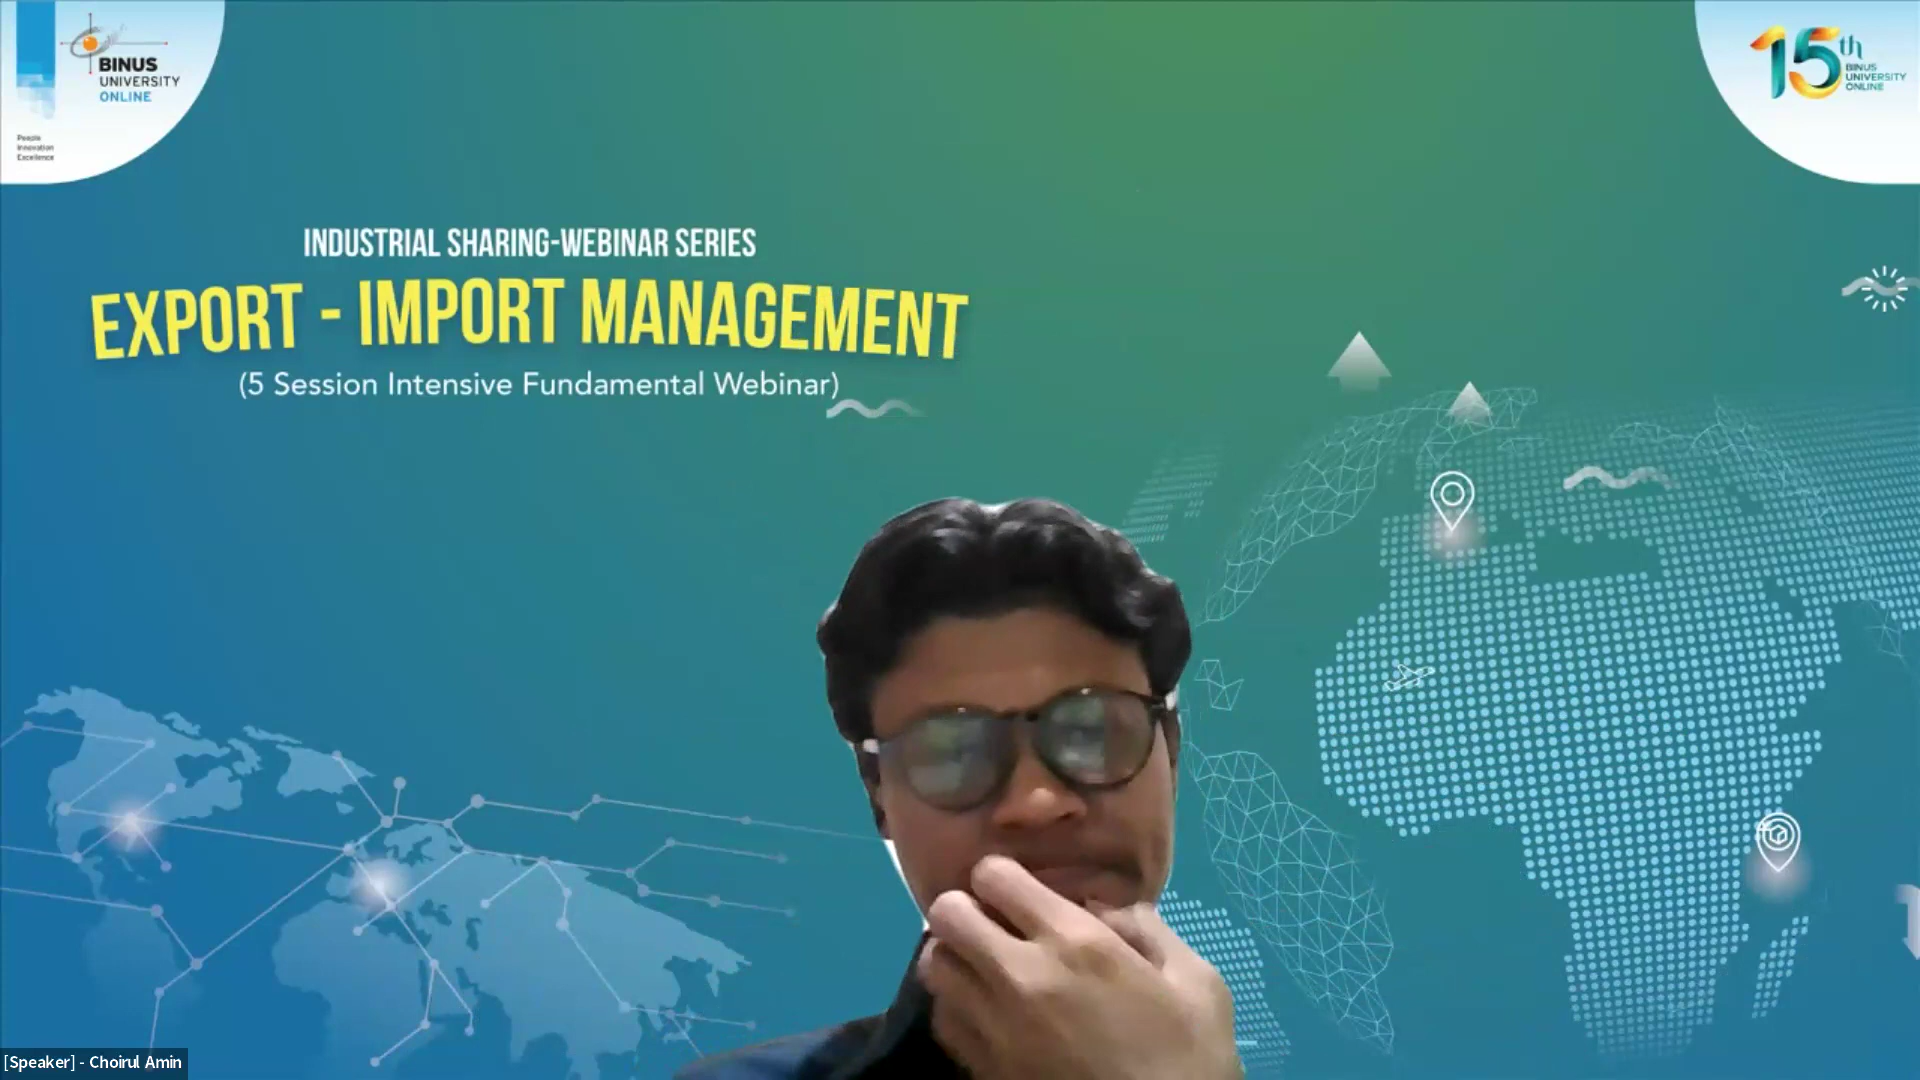 BINUS
UNIVERSITY
ONLINE
People
Innovation
Excellence
15th
BINUS
UNIVERSITY
ONLINE
INDUSTRIAL SHARING-WEBINAR SERIES
EXPORT - IMPORT MANAGEMENT
(5 Session Intensive Fundamental Webinar)
[Speaker] - Choirul Amin